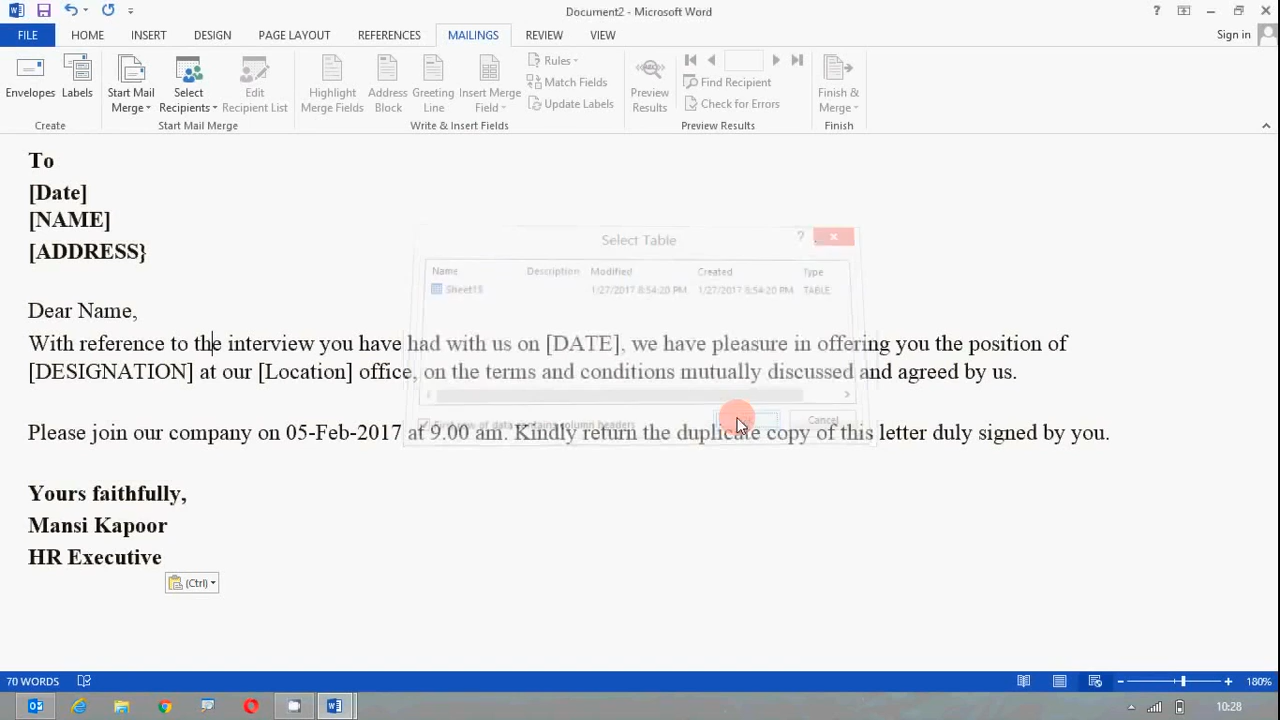 Document2 - Microsoft Word
?
FILE HOME INSERT DESIGN PAGE LAYOUT REFERENCES MAILINGS REVIEW VIEW Sign in
Envelopes Labels Start Mail Merge Select Recipients Edit Recipient List Highlight Merge Fields Address Block Greeting Line Insert Merge Field Rules Match Fields Update Labels Preview Results Find Recipient Check for Errors Finish & Merge
Create Start Mail Merge Write & Insert Fields Preview Results Finish
To
[Date]
[NAME]
[ADDRESS}
Select Table ?
Name Description Modified Created Type
1/27/2017 8:54:20 PM 1/27/2017 8:54:20 PM TABLE
Dear Name,
With reference to the interview you have had with us on [DATE], we have pleasure in offering you the position of
[DESIGNATION] at our [Location] office, on the terms and conditions mutually discussed and agreed by us.
First row of data contains column headers Cancel
Please join our company on 05-Feb-2017 at 9.00 am. Kindly return the duplicate copy of this letter duly signed by you.
Yours faithfully,
Mansi Kapoor
HR Executive
(Ctrl)
70 WORDS 180%
10:28